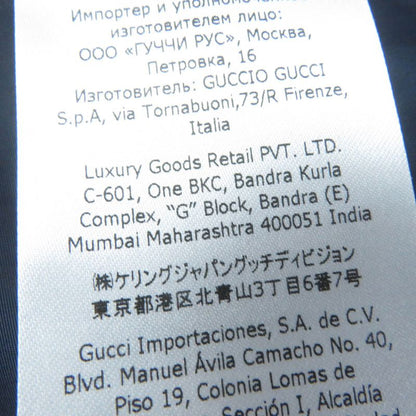 Импортер и уполномоченное
изготовителем лицо:
ООО «ГУЧЧИ РУС», Москва,
Петровка, 16
Изготовитель: GUCCIO GUCCI
S.p.A, via Tornabuoni,73/R Firenze,
Italia
Luxury Goods Retail PVT. LTD.
C-601, One BKC, Bandra Kurla
Complex, “G” Block, Bandra (E)
Mumbai Maharashtra 400051 India
㈱ケリングジャパングッチディビジョン
東京都港区北青山3丁目6番7号
Gucci Importaciones, S.A. de C.V.
Blvd. Manuel Ávila Camacho No. 40,
Piso 19, Colonia Lomas de
Sección I, Alcaldía